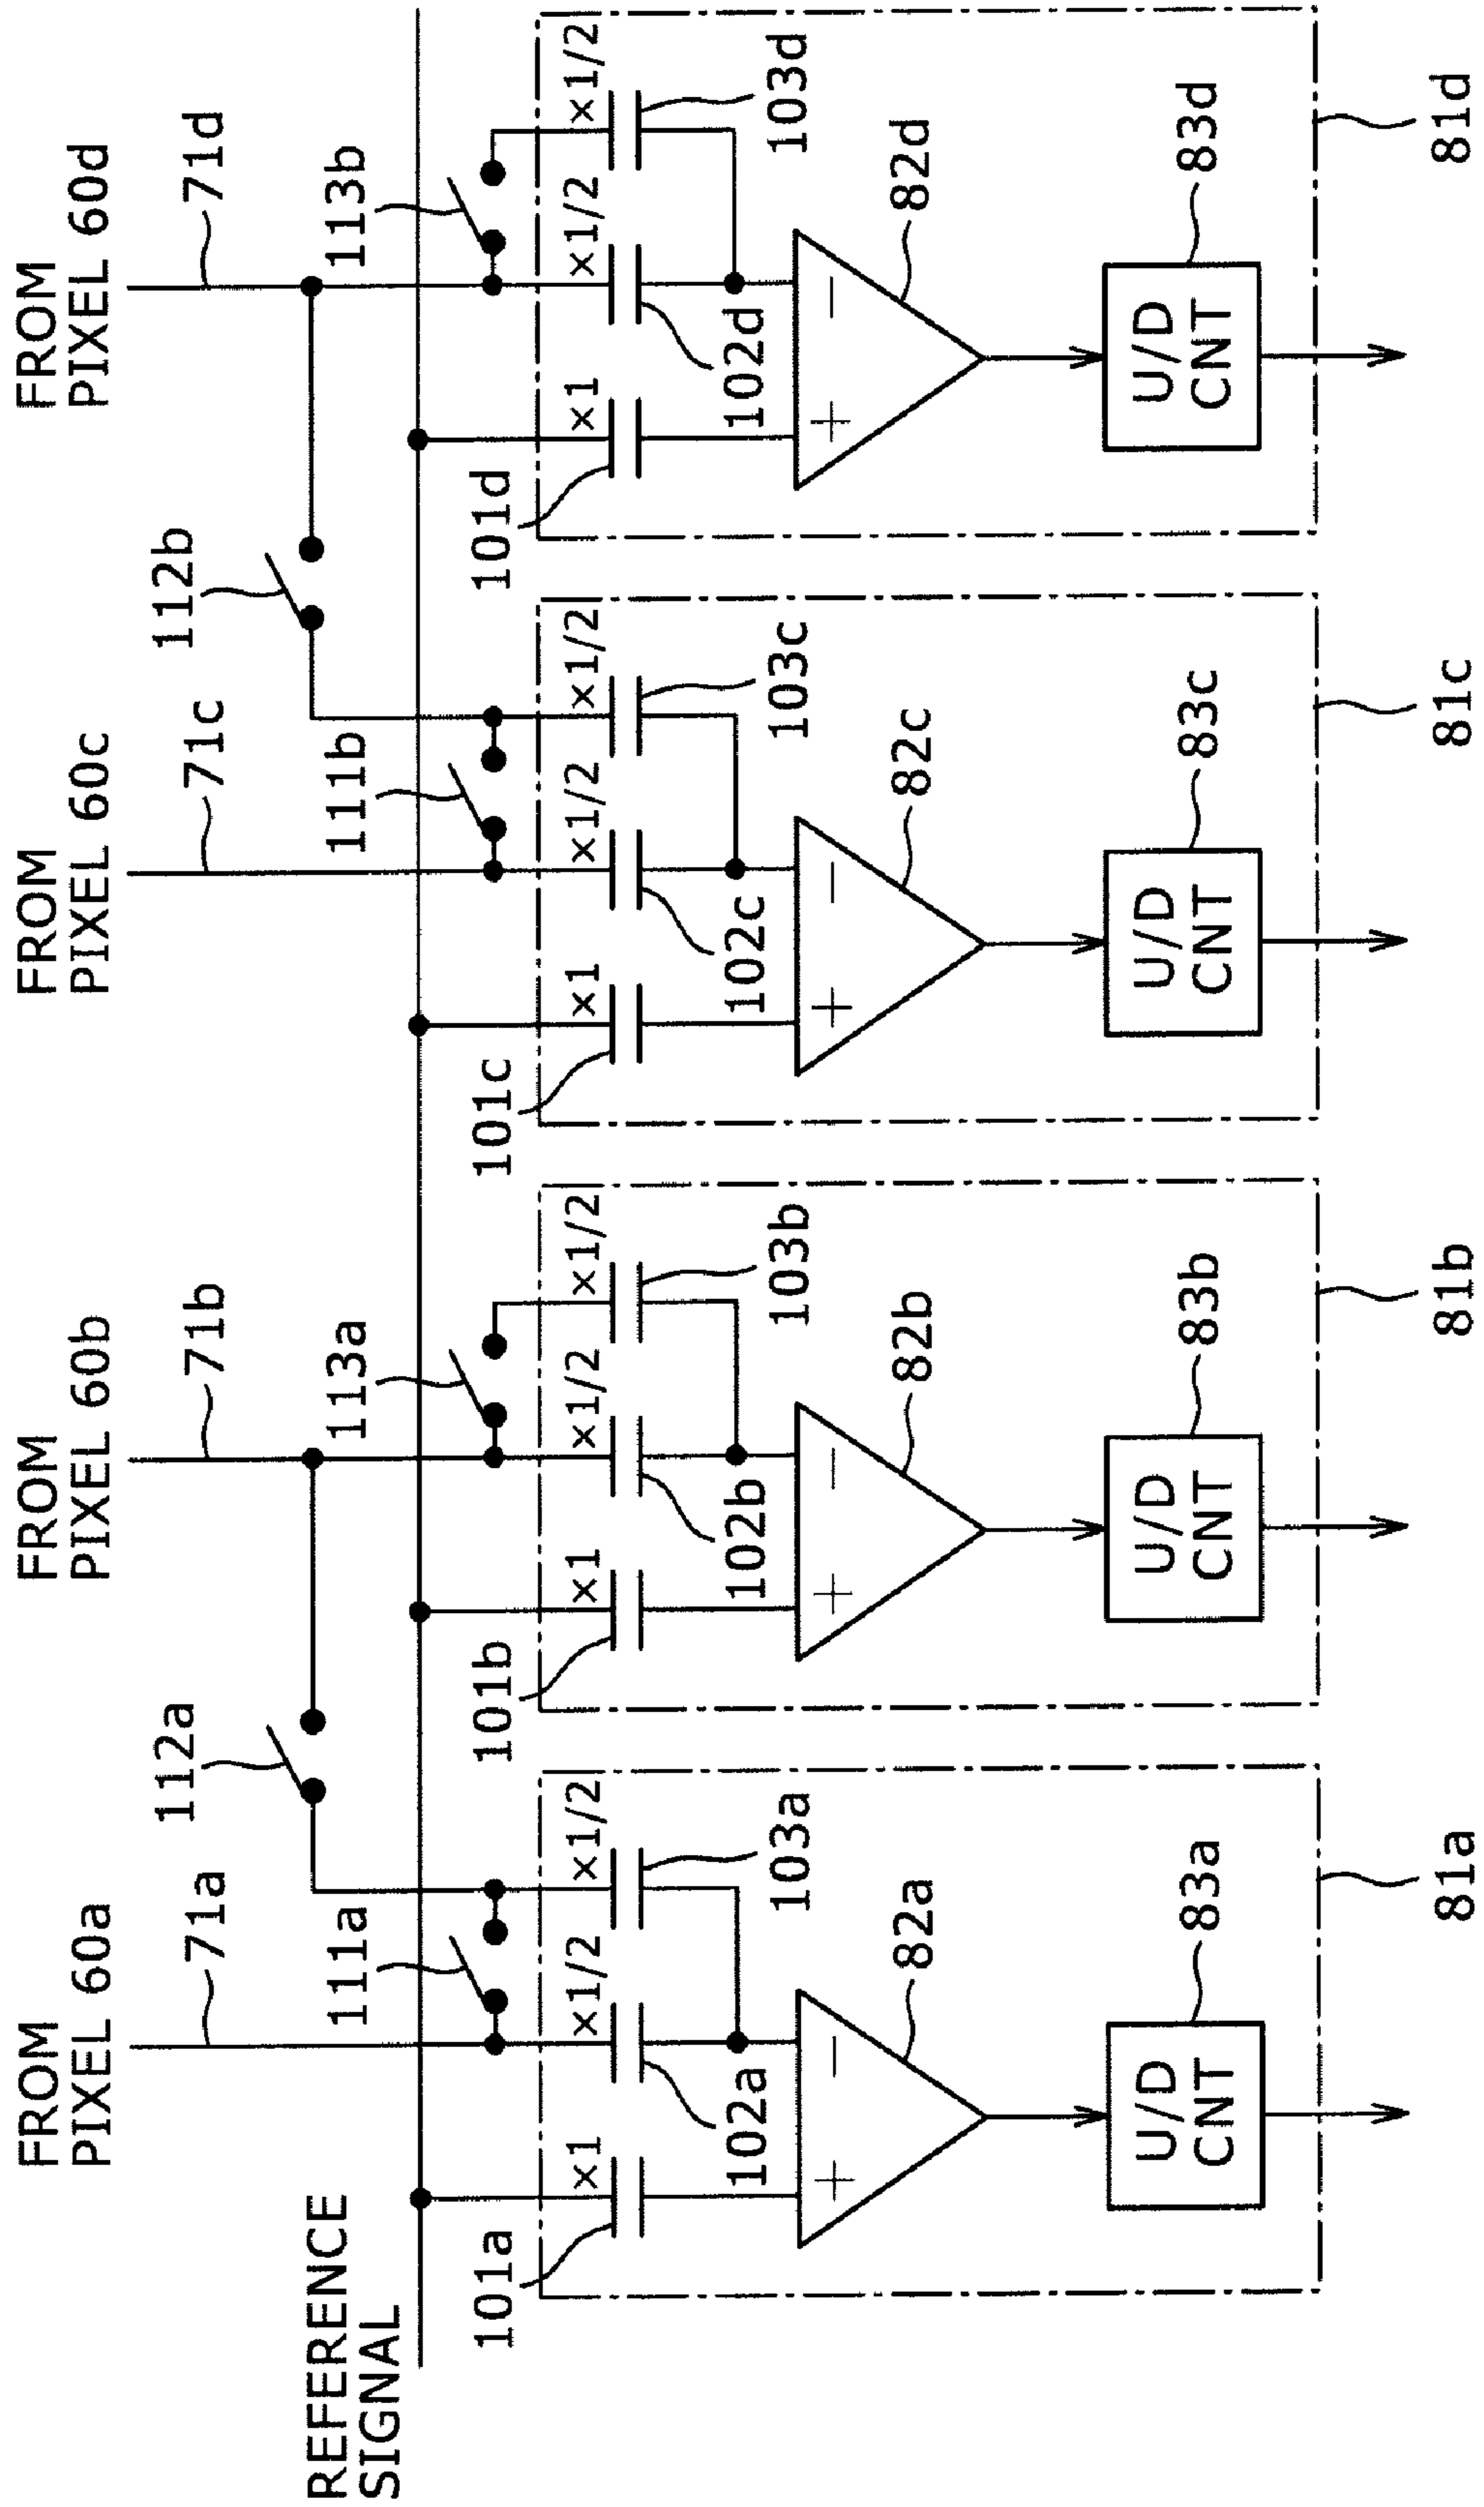 FROM
PIXEL 60a
FROM
PIXEL 60b
FROM
PIXEL 60c
FROM
PIXEL 60d
71a
71b
71c
71d
112a
112b
REFERENCE
SIGNAL
111a
113a
111b
113b
101a
101b
101c
101d
×1
×1/2
×1/2
×1
×1/2
×1/2
×1
×1/2
×1/2
×1
×1/2
×1/2
102a
103a
102b
103b
102c
103c
102d
103d
+
−
+
−
+
−
+
−
82a
82b
82c
82d
U/D
CNT
U/D
CNT
U/D
CNT
U/D
CNT
83a
83b
83c
83d
81a
81b
81c
81d